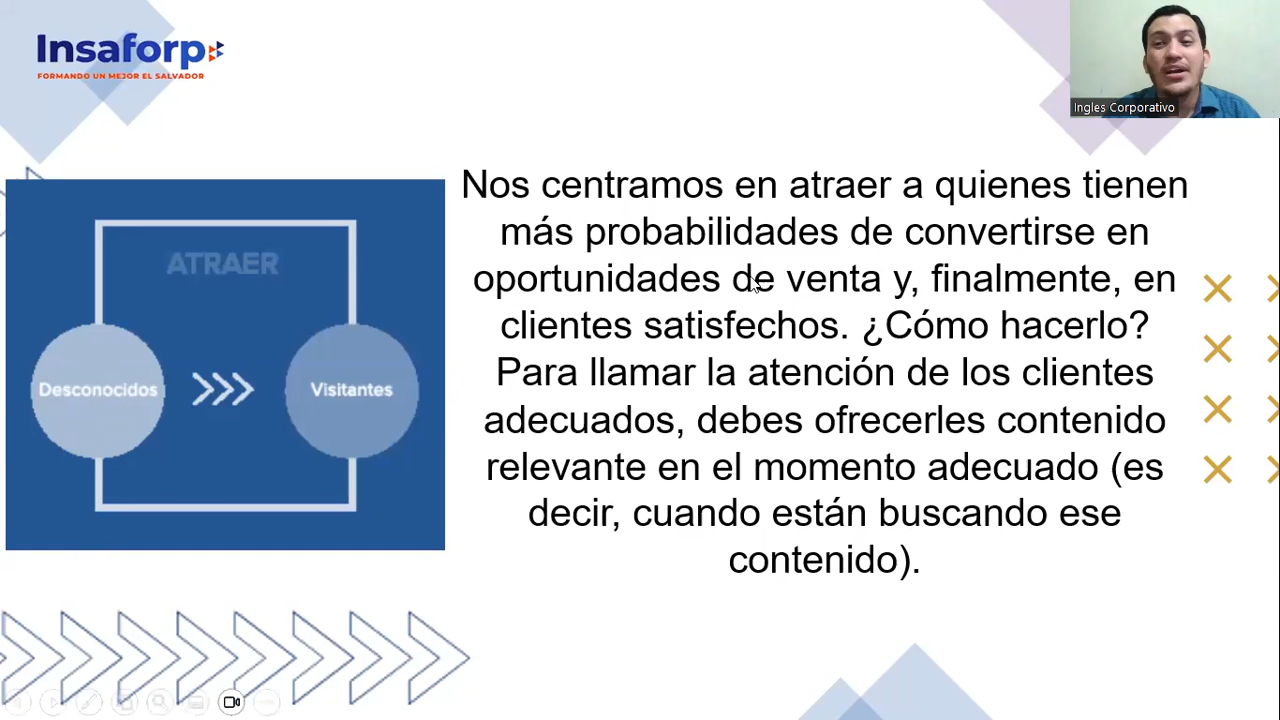 Insaforp
FORMANDO UN MEJOR EL SALVADOR
Ingles Corporativo
ATRAER
Desconocidos
Visitantes
Nos centramos en atraer a quienes tienen
más probabilidades de convertirse en
oportunidades de venta y, finalmente, en
clientes satisfechos. ¿Cómo hacerlo?
Para llamar la atención de los clientes
adecuados, debes ofrecerles contenido
relevante en el momento adecuado (es
decir, cuando están buscando ese
contenido).